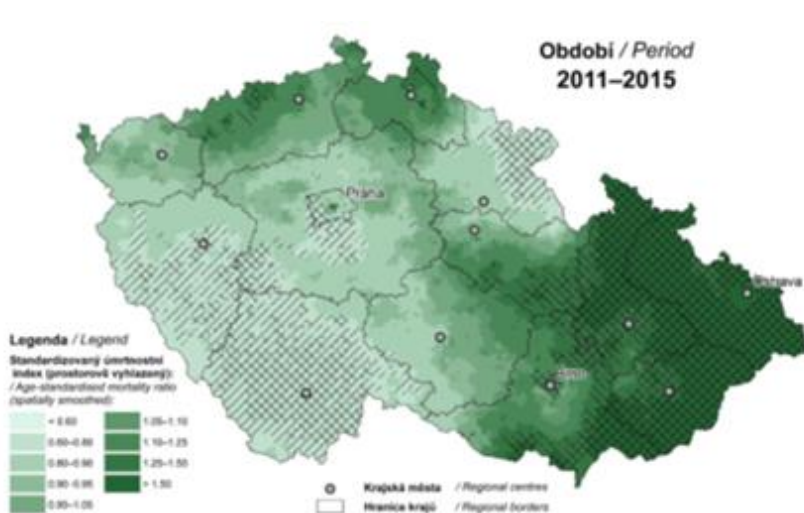 Období / Period
2011–2015
Praha
Ostrava
Brno
Legenda / Legend
Standardizovaný úmrtnostní
index (prostorově vyhlazený):
/ Age-standardised mortality ratio
(spatially smoothed):
< 0.60
0.60–0.80
0.80–0.90
0.90–0.95
0.95–1.05
1.05–1.10
1.10–1.25
1.25–1.50
> 1.50
Krajská města / Regional centres
Hranica krajů / Regional borders